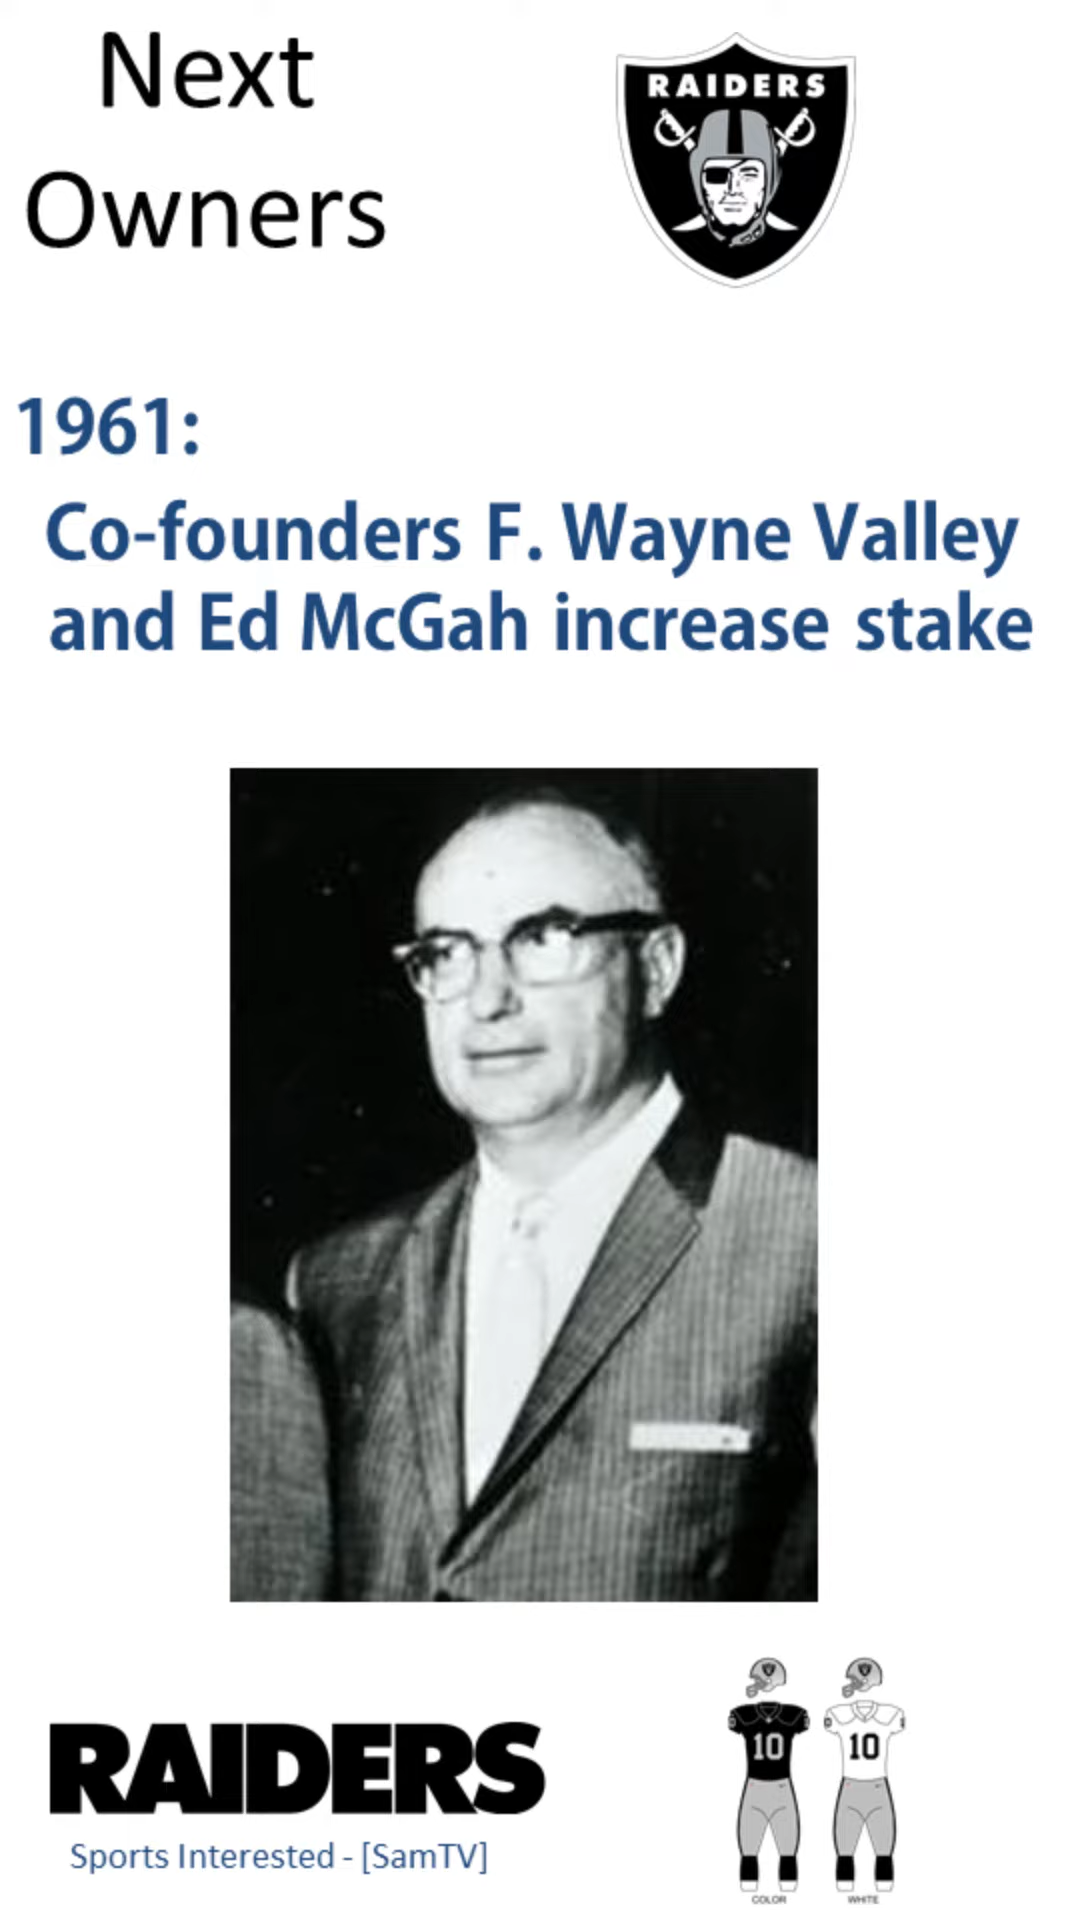 Next
Owners
RAIDERS
1961:
Co-founders F. Wayne Valley
and Ed McGah increase stake
RAIDERS
Sports Interested - [SamTV]
10
10
COLOR
WHITE